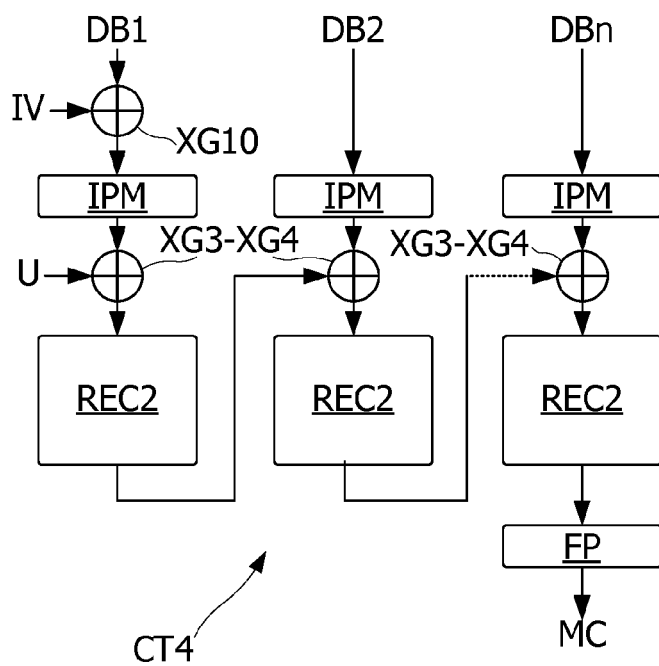 DB1 DB2 DBn
IV
XG10
IPM IPM IPM
XG3-XG4 XG3-XG4
U
REC2 REC2 REC2
FP
CT4 MC